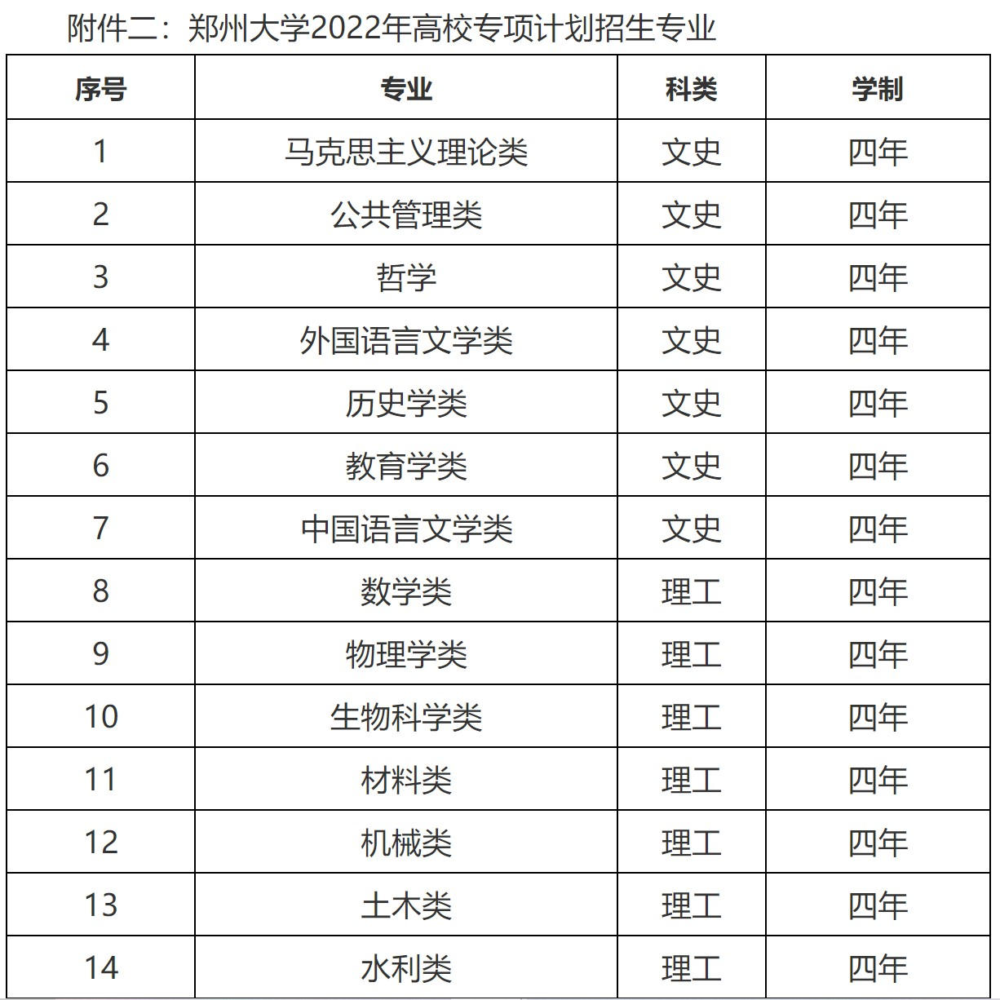 附件二：郑州大学2022年高校专项计划招生专业
序号 专业 科类 学制
1 马克思主义理论类 文史 四年
2 公共管理类 文史 四年
3 哲学 文史 四年
4 外国语言文学类 文史 四年
5 历史学类 文史 四年
6 教育学类 文史 四年
7 中国语言文学类 文史 四年
8 数学类 理工 四年
9 物理学类 理工 四年
10 生物科学类 理工 四年
11 材料类 理工 四年
12 机械类 理工 四年
13 土木类 理工 四年
14 水利类 理工 四年